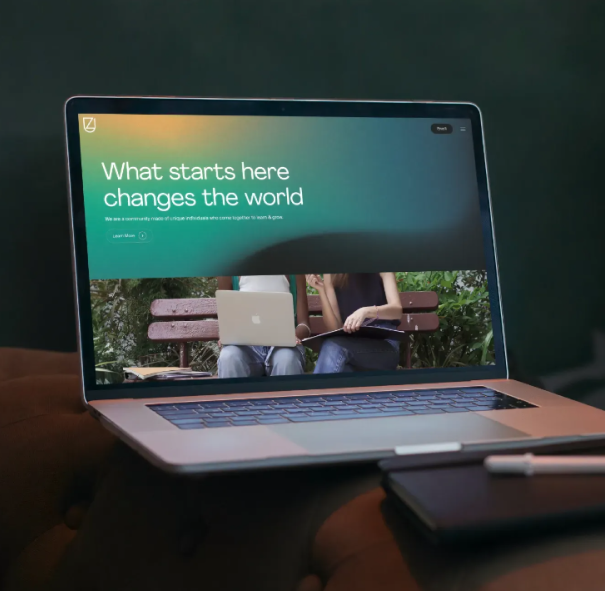 What starts here
changes the world
We are a community made of unique individuals who come together to learn & grow.
Learn More